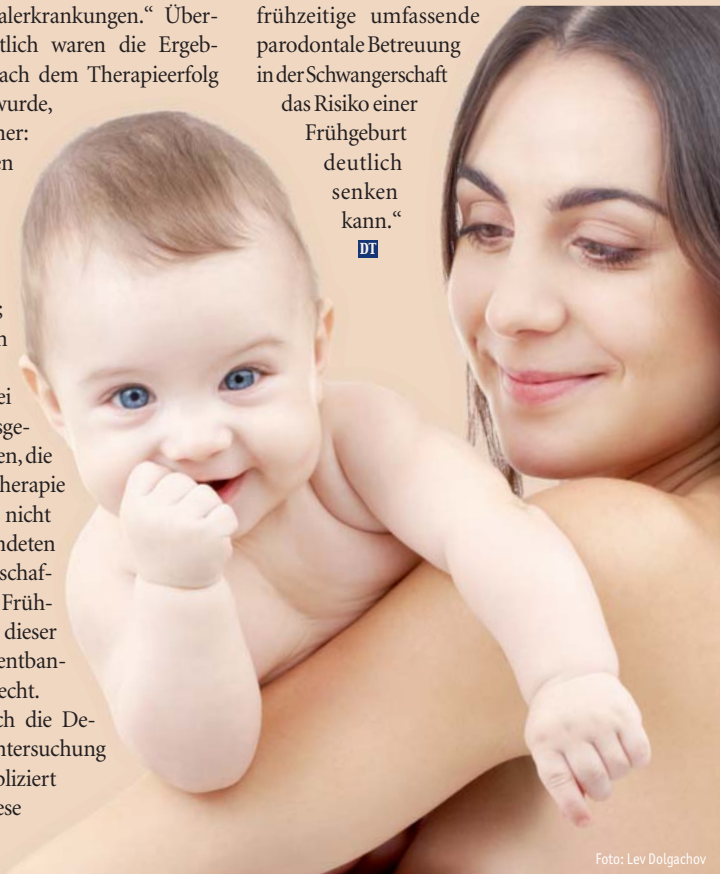 alerkrankungen.“ Über-
tlich waren die Ergeb-
ach dem Therapieerfolg
wurde,
ner:
en
n
ei
sge-
en, die
herapie
nicht
ndeten
schaf-
Früh-
dieser
entban-
echt.
ch die De-
ntersuchung
bliziert
ese
frühzeitige umfassende
parodontale Betreuung
in der Schwangerschaft
das Risiko einer
Frühgeburt
deutlich
senken
kann.“
DT
Foto: Lev Dolgachov